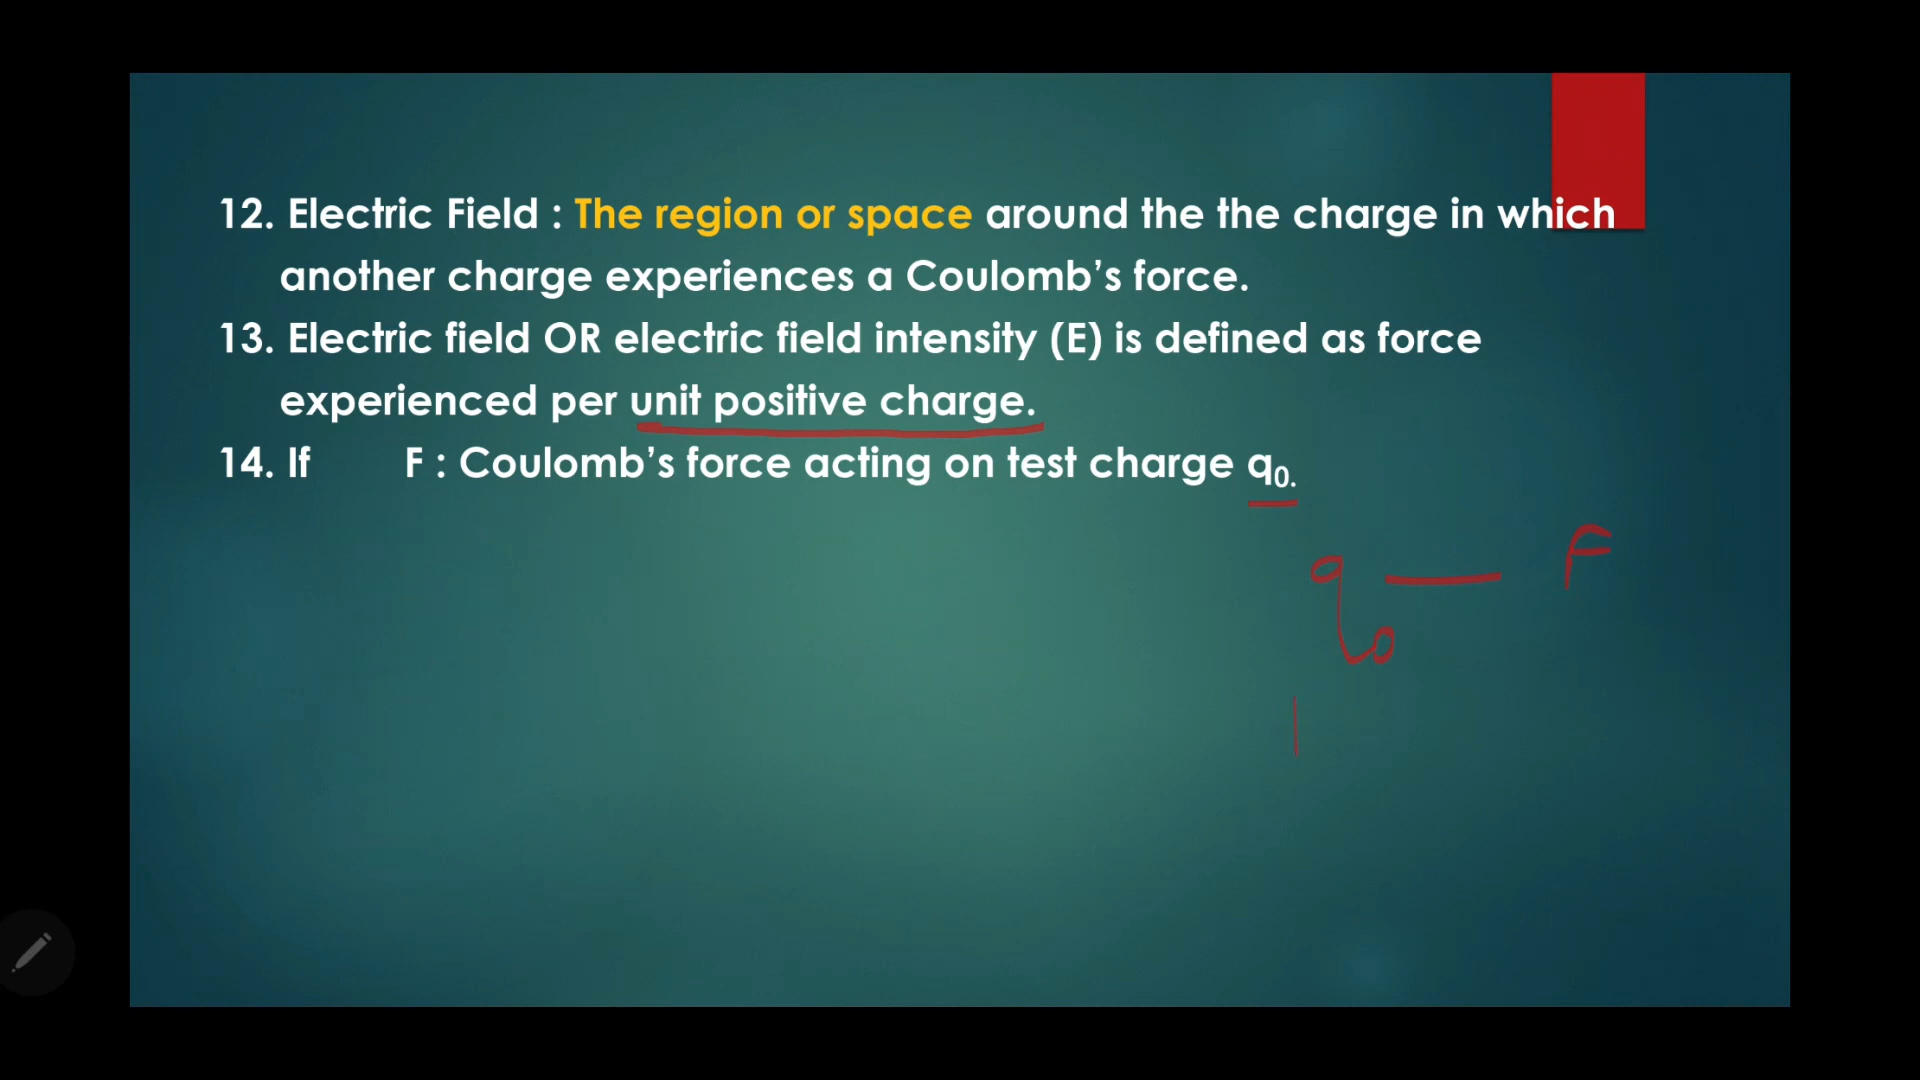 12. Electric Field : The region or space around the the charge in which
another charge experiences a Coulomb’s force.
13. Electric field OR electric field intensity (E) is defined as force
experienced per unit positive charge.
14. If F : Coulomb’s force acting on test charge q₀.
q₀ — F
1